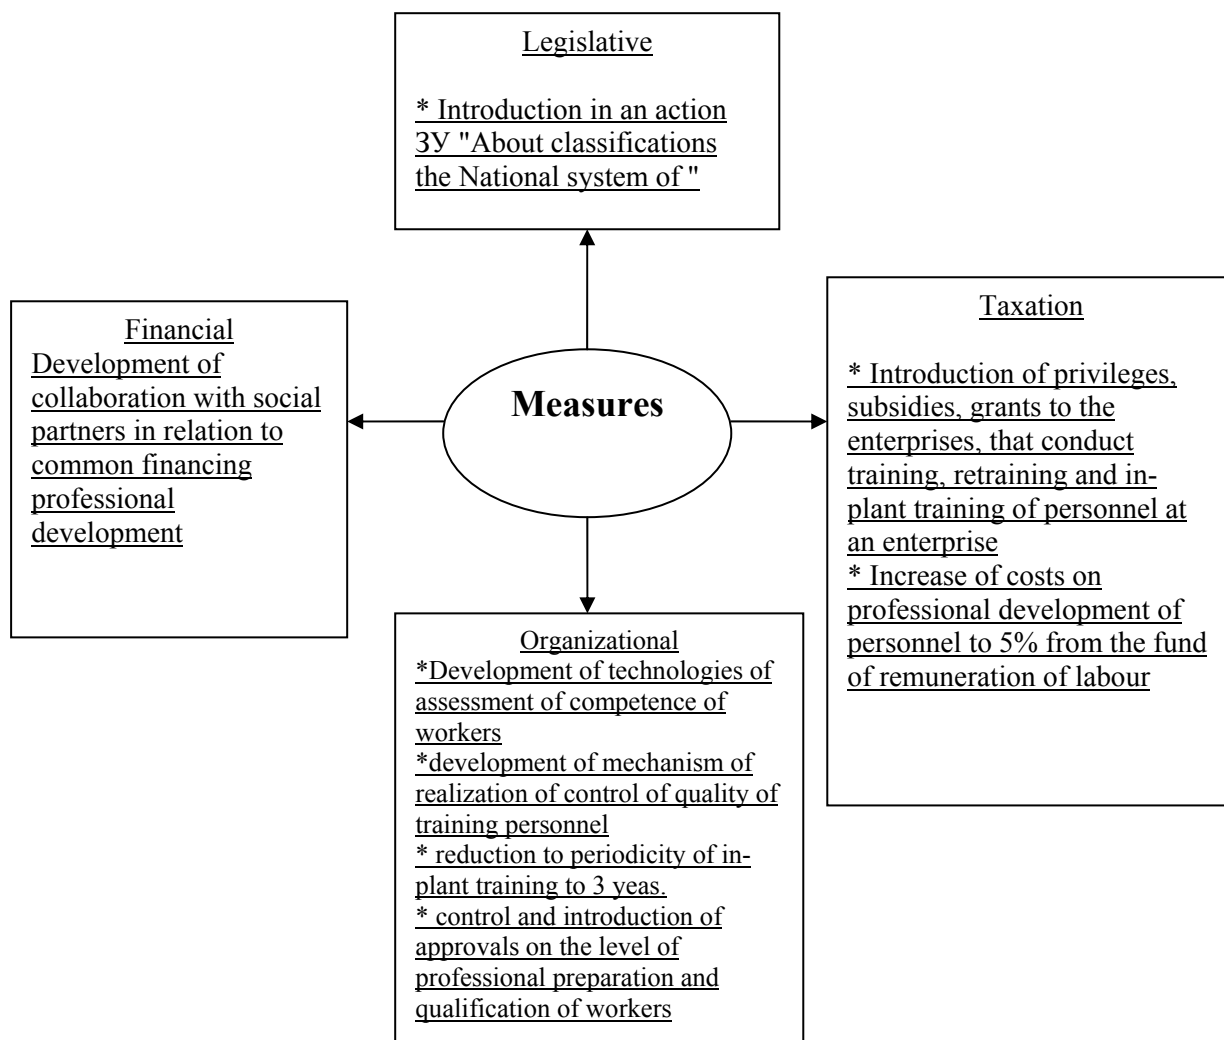 Legislative
* Introduction in an action
ЗУ "About classifications
the National system of "
Financial
Development of
collaboration with social
partners in relation to
common financing
professional
development
Measures
Taxation
* Introduction of privileges,
subsidies, grants to the
enterprises, that conduct
training, retraining and in-
plant training of personnel at
an enterprise
* Increase of costs on
professional development of
personnel to 5% from the fund
of remuneration of labour
Organizational
*Development of technologies of
assessment of competence of
workers
*development of mechanism of
realization of control of quality of
training personnel
* reduction to periodicity of in-
plant training to 3 yeas.
* control and introduction of
approvals on the level of
professional preparation and
qualification of workers